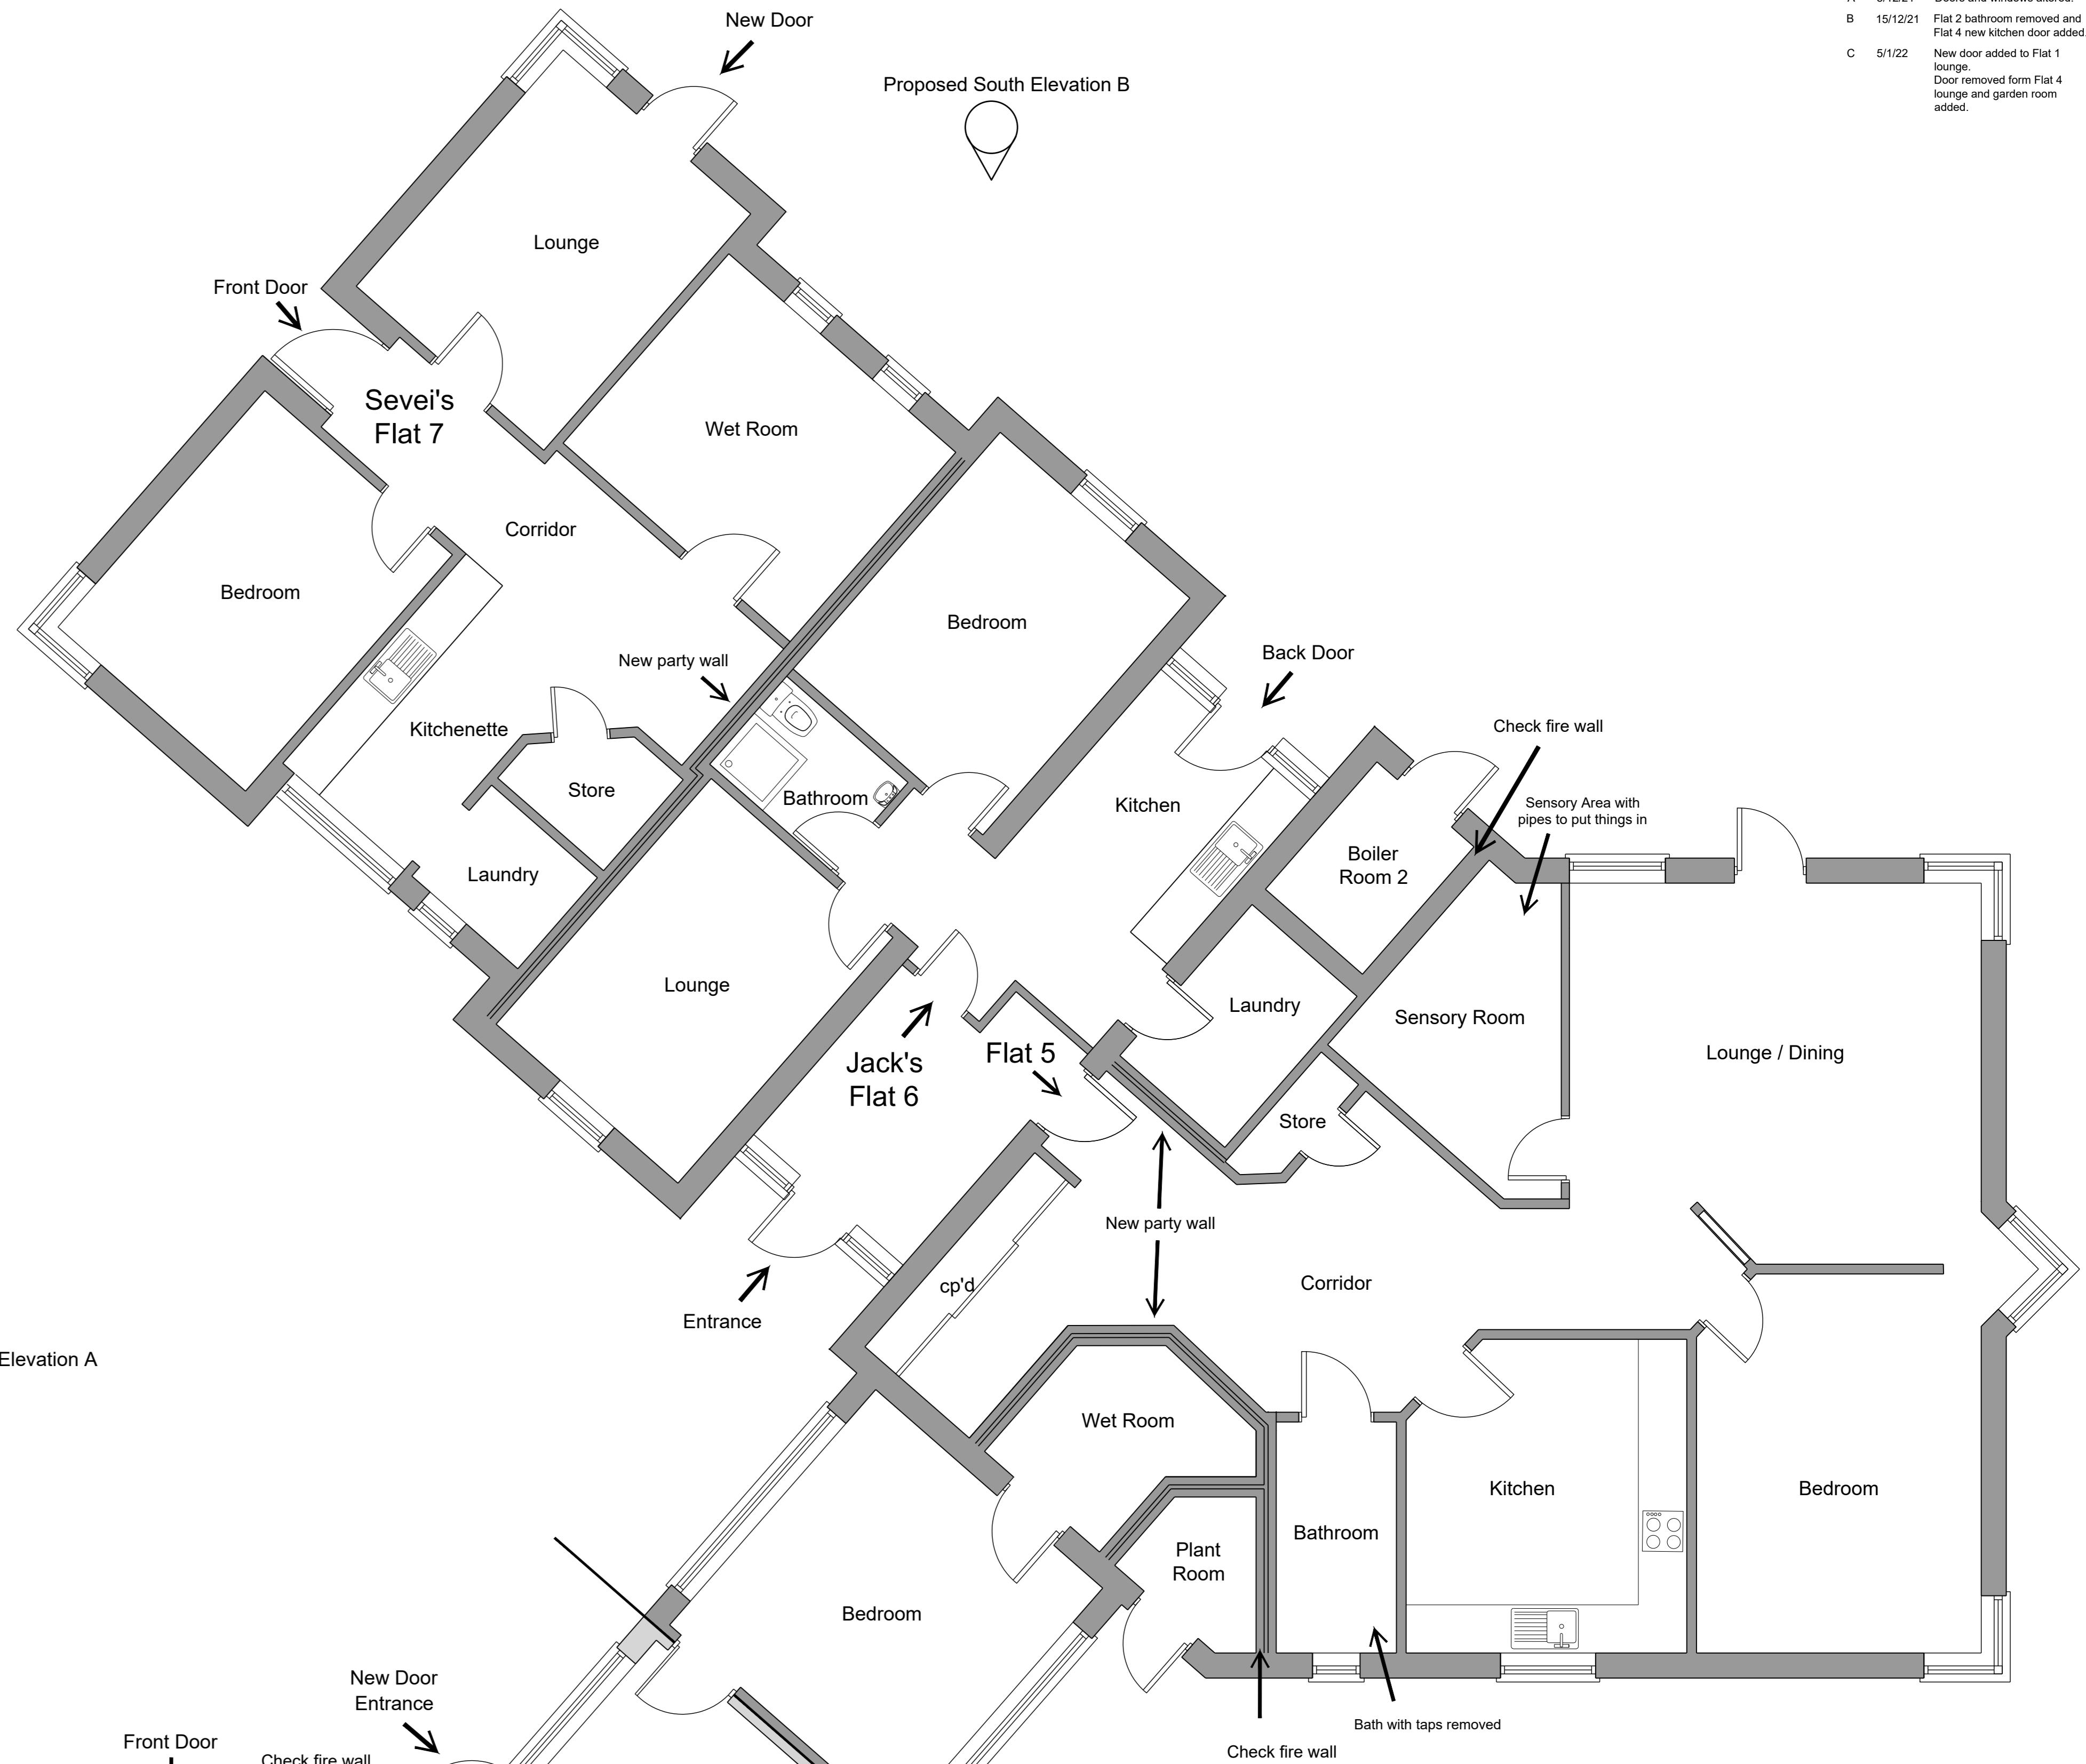 New Door
Proposed South Elevation B
B 15/12/21 Flat 2 bathroom removed and
Flat 4 new kitchen door added.
C 5/1/22 New door added to Flat 1
lounge.
Door removed form Flat 4
lounge and garden room
added.
Lounge
Front Door
Sevei's
Flat 7
Wet Room
Corridor
Bedroom
Bedroom
New party wall
Back Door
Kitchenette
Check fire wall
Store
Bathroom
Kitchen
Sensory Area with
pipes to put things in
Boiler
Room 2
Laundry
Lounge
Laundry
Sensory Room
Jack's
Flat 6
Flat 5
Lounge / Dining
Store
New party wall
cp'd
Corridor
Entrance
Elevation A
Wet Room
Kitchen
Bedroom
Bathroom
Plant
Room
Bedroom
New Door
Entrance
Bath with taps removed
Front Door
Check fire wall
Check fire wall